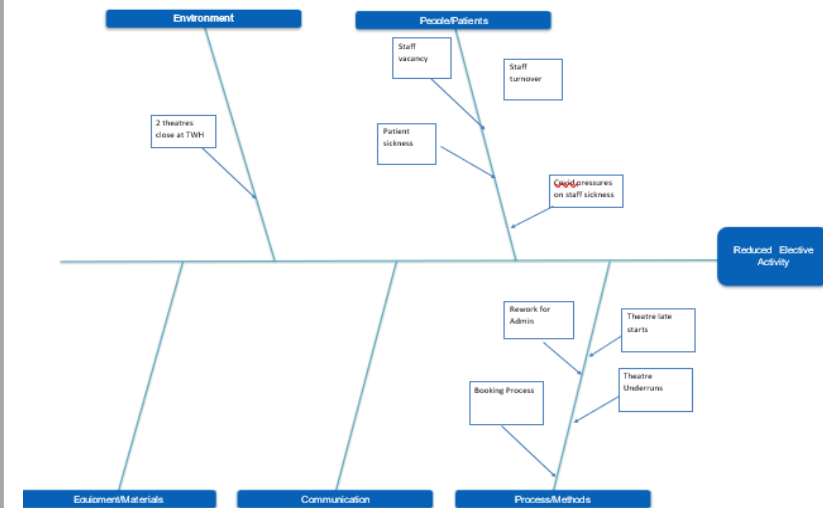 Environment
People/Patients
Staff
vacancy
Staff
turnover
2 theatres
close at TWH
Patient
sickness
Covid pressures
on staff sickness
Reduced Elective
Activity
Rework for
Admin
Theatre late
starts
Theatre
Underruns
Booking Process
Equipment/Materials
Communication
Process/Methods